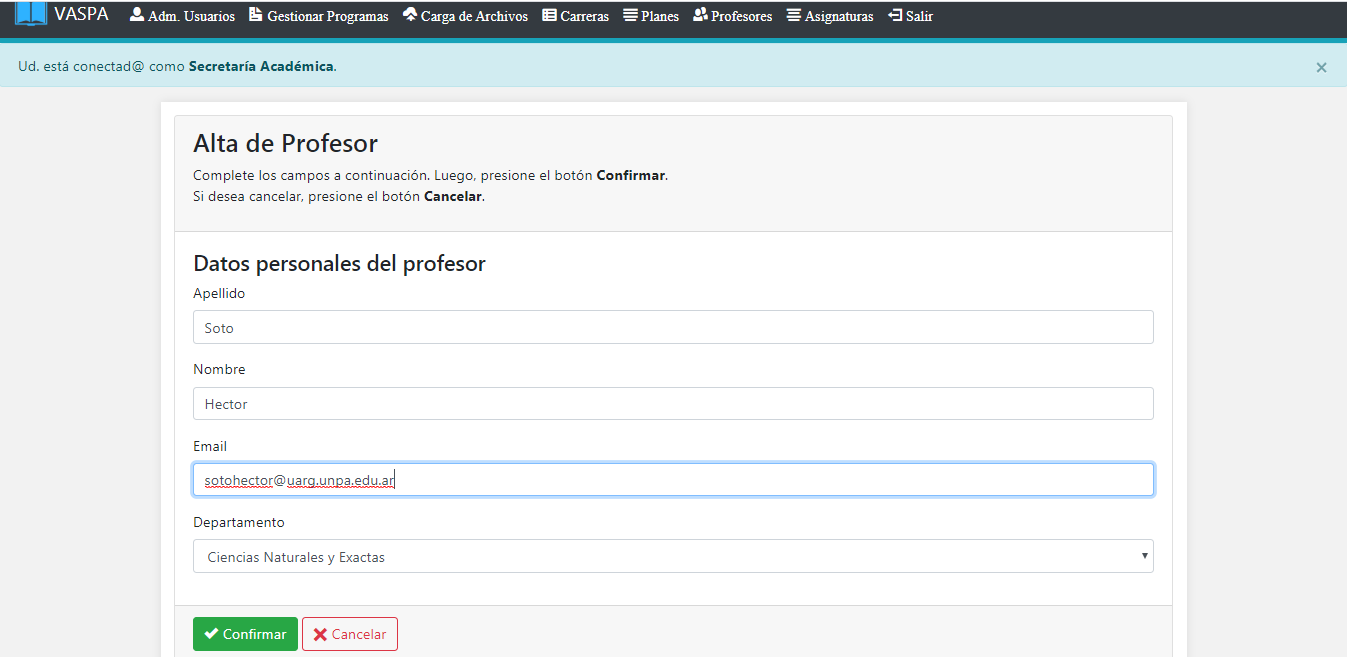 VASPA Adm. Usuarios Gestionar Programas Carga de Archivos Carreras Planes Profesores Asignaturas Salir
Ud. está conectad@ como Secretaría Académica.
Alta de Profesor
Complete los campos a continuación. Luego, presione el botón Confirmar.
Si desea cancelar, presione el botón Cancelar.
Datos personales del profesor
Apellido
Soto
Nombre
Hector
Email
sotohector@uarg.unpa.edu.ar
Departamento
Ciencias Naturales y Exactas
Confirmar Cancelar